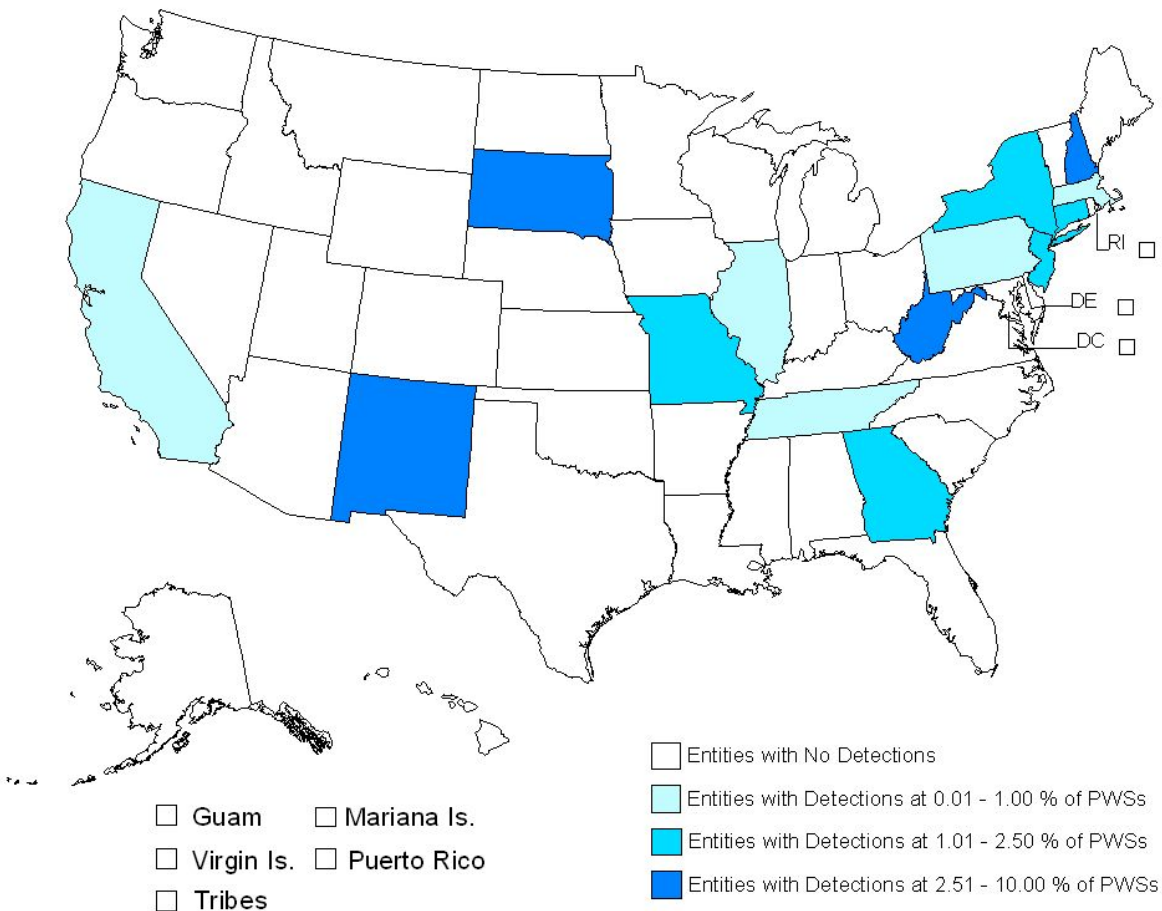 RI
DE
DC
Entities with No Detections
Entities with Detections at 0.01 - 1.00 % of PWSs
Entities with Detections at 1.01 - 2.50 % of PWSs
Entities with Detections at 2.51 - 10.00 % of PWSs
Guam
Mariana Is.
Virgin Is.
Puerto Rico
Tribes